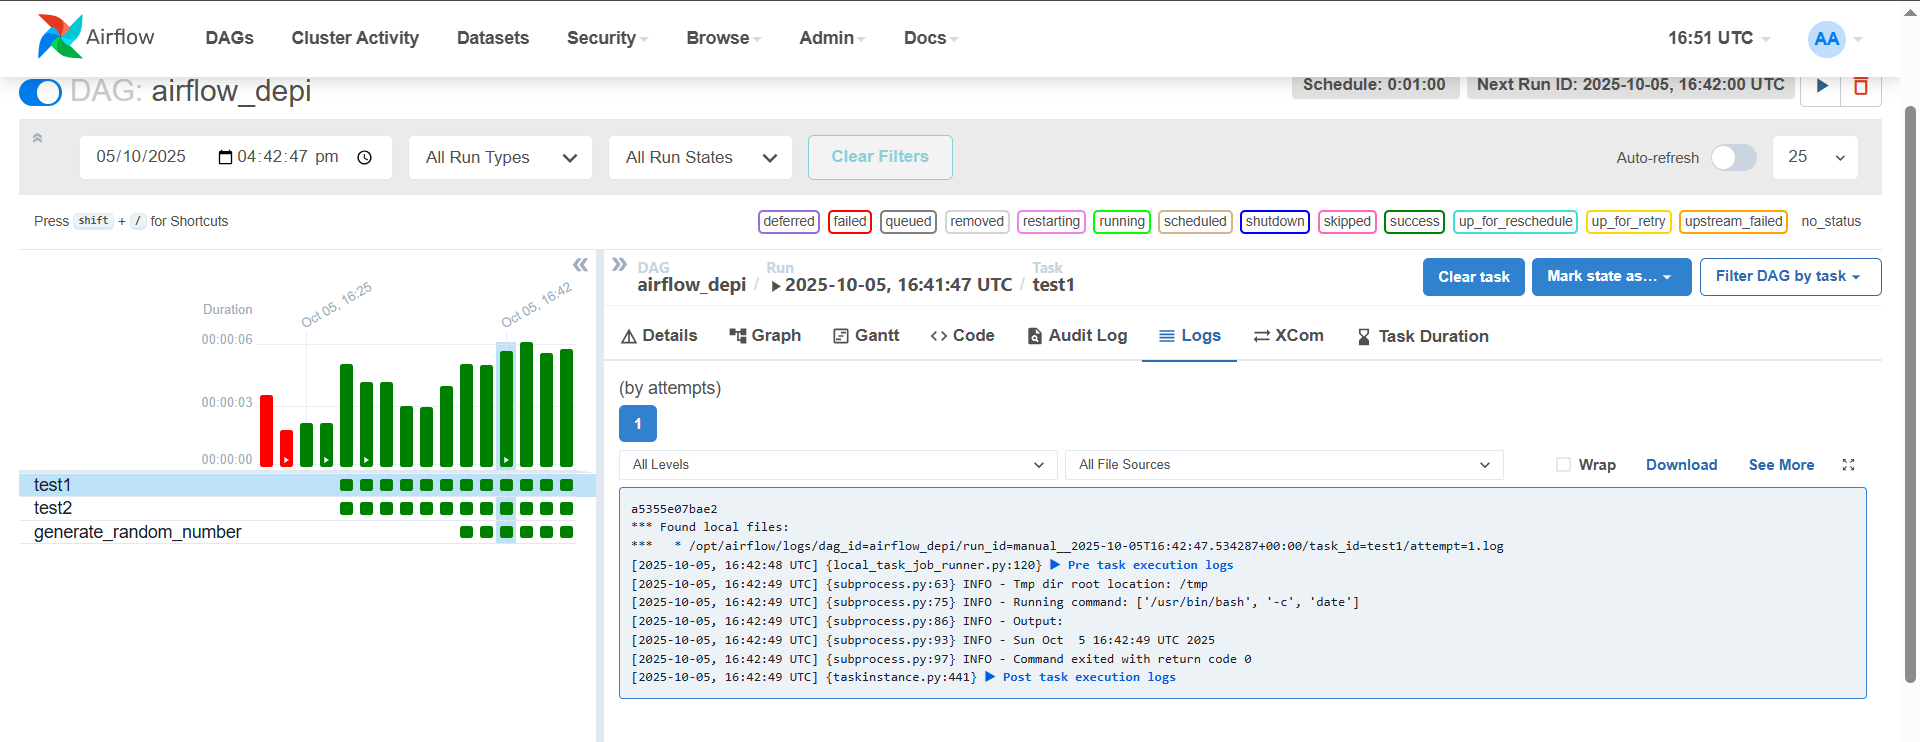 Airflow
DAGs
Cluster Activity
Datasets
Security
Browse
Admin
Docs
16:51 UTC
AA
DAG: airflow_depi
Schedule: 0:01:00
Next Run ID: 2025-10-05, 16:42:00 UTC
05/10/2025 04:42:47 pm
All Run Types
All Run States
Clear Filters
Auto-refresh
25
Press shift + / for Shortcuts
deferred
failed
queued
removed
restarting
running
scheduled
shutdown
skipped
success
up_for_reschedule
up_for_retry
upstream_failed
no_status
Duration
Oct 05, 16:25
Oct 05, 16:42
00:00:06
00:00:03
00:00:00
test1
test2
generate_random_number
DAG
airflow_depi
/
Run
2025-10-05, 16:41:47 UTC
/
Task
test1
Clear task
Mark state as...
Filter DAG by task
Details
Graph
Gantt
Code
Audit Log
Logs
XCom
Task Duration
(by attempts)
1
All Levels
All File Sources
Wrap
Download
See More
a5355e07bae2
*** Found local files:
***   * /opt/airflow/logs/dag_id=airflow_depi/run_id=manual__2025-10-05T16:42:47.534287+00:00/task_id=test1/attempt=1.log
[2025-10-05, 16:42:48 UTC] {local_task_job_runner.py:120} ▶ Pre task execution logs
[2025-10-05, 16:42:49 UTC] {subprocess.py:63} INFO - Tmp dir root location: /tmp
[2025-10-05, 16:42:49 UTC] {subprocess.py:75} INFO - Running command: ['/usr/bin/bash', '-c', 'date']
[2025-10-05, 16:42:49 UTC] {subprocess.py:86} INFO - Output:
[2025-10-05, 16:42:49 UTC] {subprocess.py:93} INFO - Sun Oct  5 16:42:49 UTC 2025
[2025-10-05, 16:42:49 UTC] {subprocess.py:97} INFO - Command exited with return code 0
[2025-10-05, 16:42:49 UTC] {taskinstance.py:441} ▶ Post task execution logs